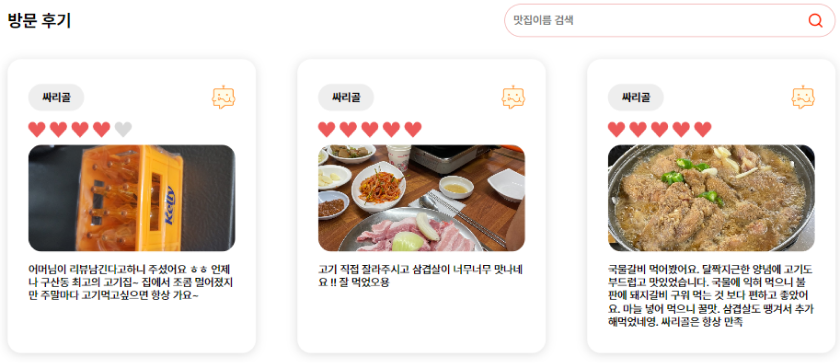 방문 후기
맛집이름 검색
싸리골
Kelly
어머님이 리뷰남긴다고하니 주셨어요 ㅎㅎ 언제
나 구산동 최고의 고기집~ 집에서 조콤 멀어졌지
만 주말마다 고기먹고싶으면 항상 가요~
싸리골
고기 직접 잘라주시고 삼겹살이 너무너무 맛나네
요 !! 잘 먹었오용
싸리골
국물갈비 먹어봤어요. 달짝지근한 양념에 고기도
부드럽고 맛있었습니다. 국물에 익혀 먹으니 불
판에 돼지갈비 구워 먹는 것 보다 편하고 좋았어
요. 마늘 넣어 먹으니 꿀맛. 삼겹살도 땡겨서 추가
해먹었네영. 싸리골은 항상 만족